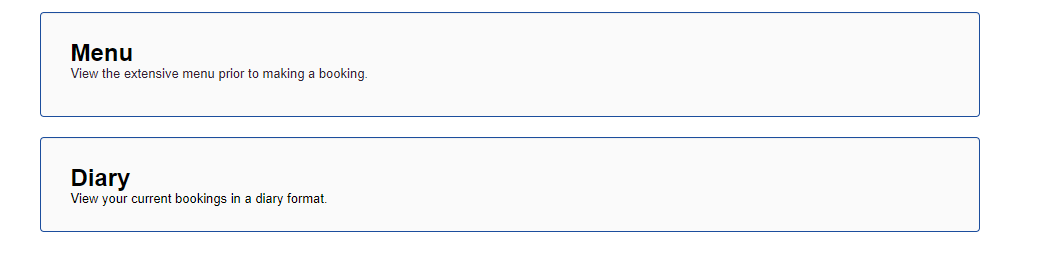 Menu
View the extensive menu prior to making a booking.
Diary
View your current bookings in a diary format.